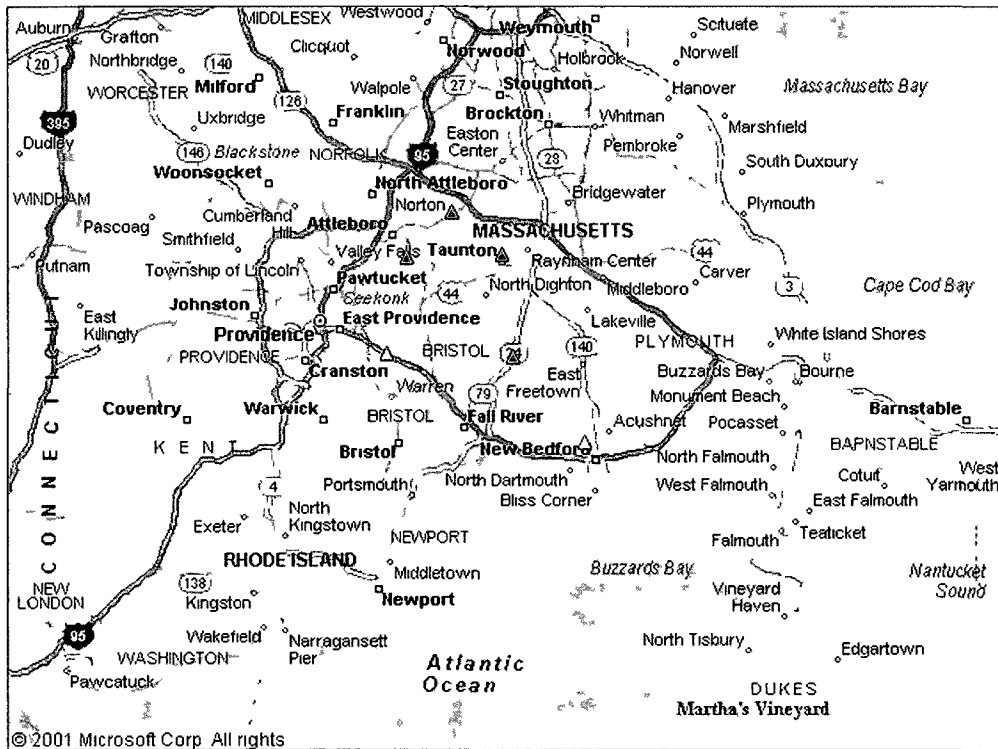 MIDDLESEX
Westwood
Weymouth
Scituate
Auburn
Grafton
Clicquot
Norwood
Norwell
20
Northbridge
140
Holbrook
Milford
Walpole
27
Stoughton
Massachusetts Bay
WORCESTER
126
Brockton
Hanover
395
Uxbridge
Franklin
Whitman
Marshfield
Dudley
Easton
Center
Pembroke
146
Blackstone
NORFOLK
95
28
South Duxbury
Woonsocket
North Attleboro
WINDHAM
Norton
Bridgewater
Cumberland
Hill
Attleboro
Plymouth
Pascoag
MASSACHUSETTS
Smithfield
Valley Falls
Taunton
Putnam
Township of Lincoln
Raynham Center
44
Carver
Pawtucket
North Dighton
Middleboro
3
Cape Cod Bay
Johnston
Seekonk
44
East
Killingly
East Providence
Lakeville
Providence
White Island Shores
PROVIDENCE
BRISTOL
140
PLYMOUTH
Cranston
East
Freetown
Buzzards Bay
Bourne
Warren
79
Monument Beach
Coventry
Warwick
BRISTOL
Fall River
Acushnet
Pocasset
Barnstable
KENT
Bristol
New Bedford
BARNSTABLE
CONNECTICUT
North Falmouth
Portsmouth
North Dartmouth
Cotuit
West
Yarmouth
4
Bliss Corner
West Falmouth
East Falmouth
Exeter
North
Kingstown
Teaticket
NEWPORT
Falmouth
RHODE ISLAND
Middletown
Buzzards Bay
Nantucket
Sound
NEW
LONDON
138
Kingston
Newport
Vineyard
Haven
95
Wakefield
Narragansett
Pier
North Tisbury
Edgartown
WASHINGTON
Atlantic
Ocean
Pawcatuck
DUKES
Martha's Vineyard
© 2001 Microsoft Corp All rights